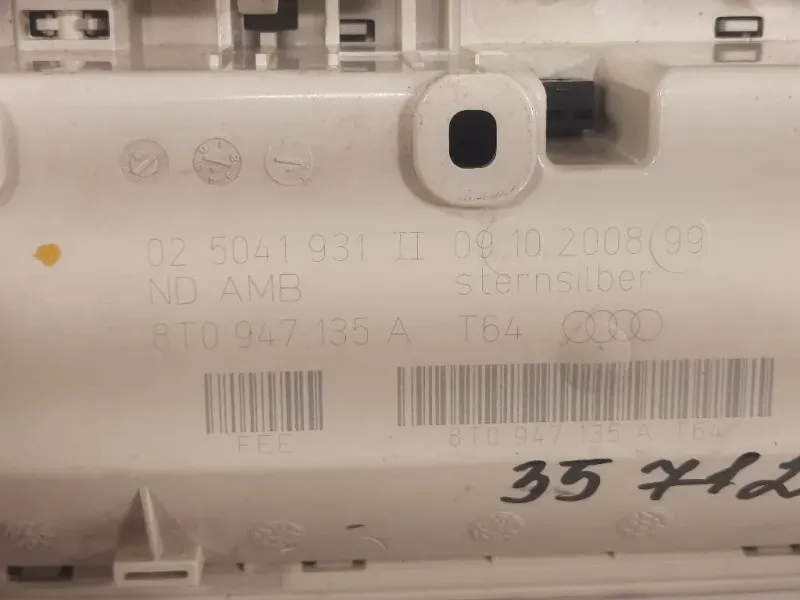 02 5041 931 II 09.10.2008 (99)
ND AMB sternsilber
8T0 947 135 A T64
FEE 8T0 947 135 A T64
35 71